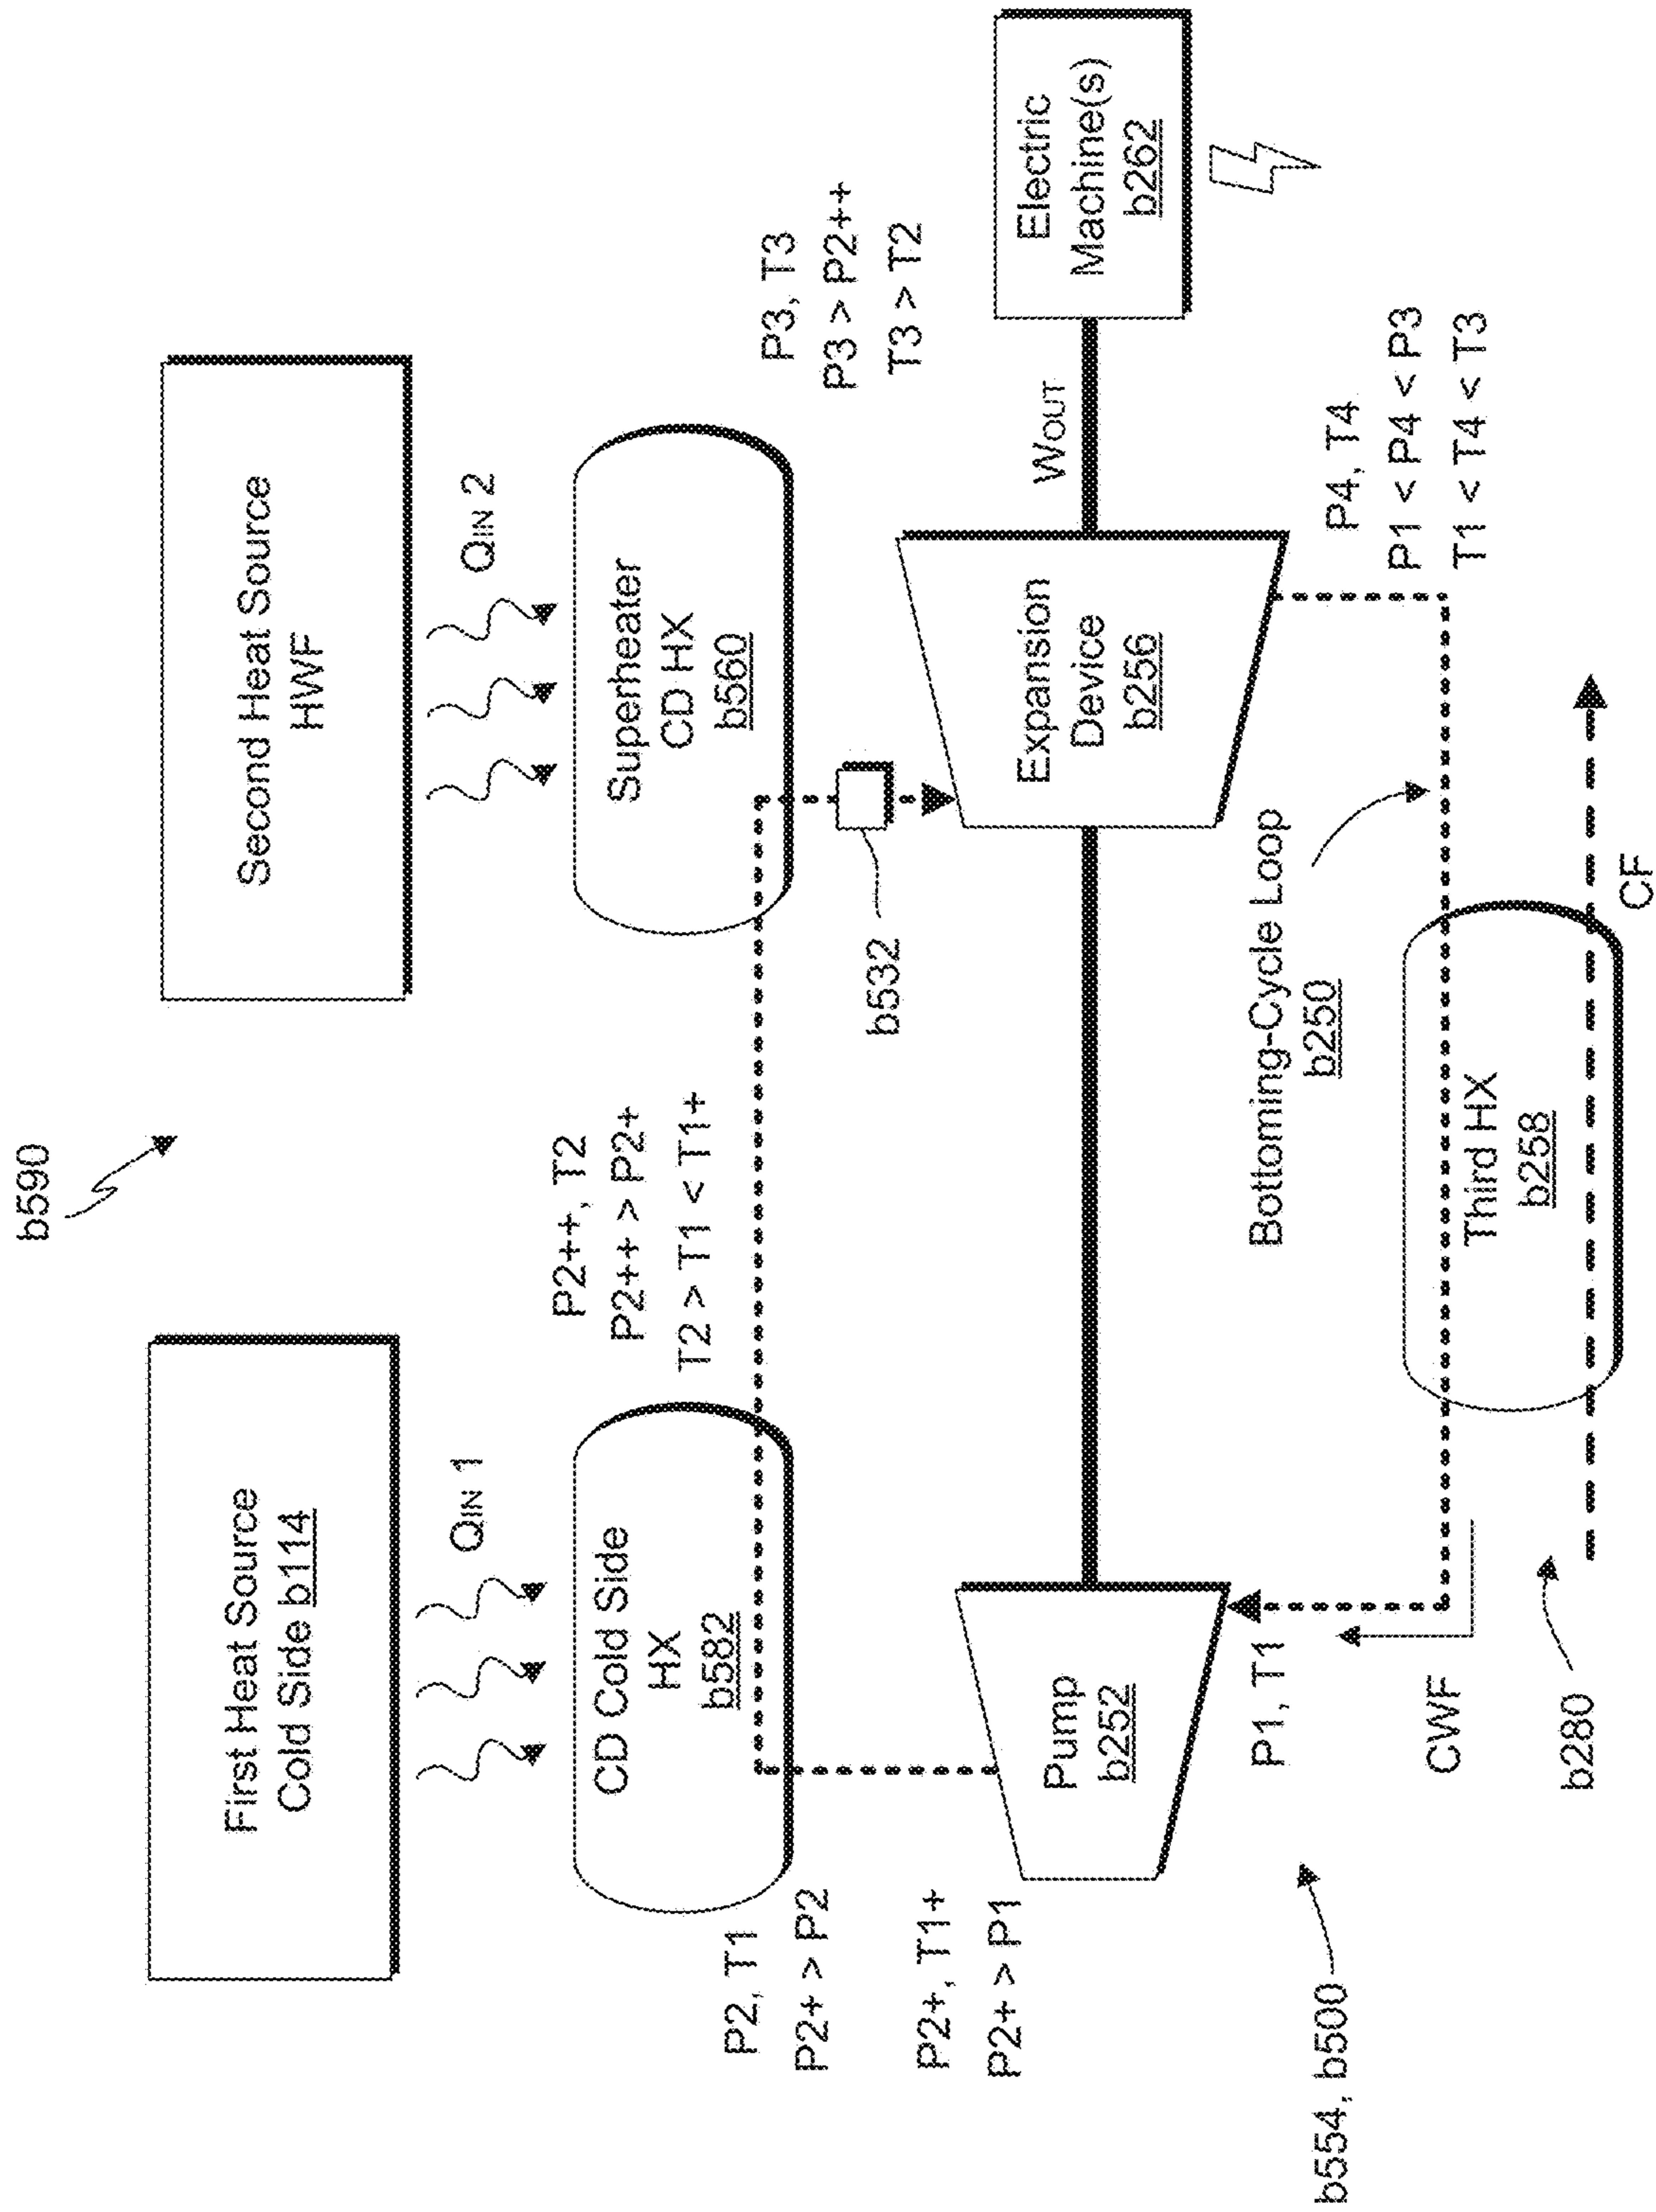 b590
First Heat Source
Cold Side b114
Second Heat Source
HWF
QIN 1
QIN 2
CD Cold Side
HX
b582
P2++, T2
P2++ > P2+
T2 > T1 < T1+
Superheater
CD HX
b560
P2, T1
P2+ > P2
P3, T3
P3 > P2++
T3 > T2
b532
P2+, T1+
P2+ > P1
Pump
b252
Expansion
Device
b256
WOUT
Electric
Machine(s)
b262
P1, T1
Bottoming-Cycle Loop
b250
P4, T4
P1 < P4 < P3
T1 < T4 < T3
b554, b500
CWF
Third HX
b258
b280
CF